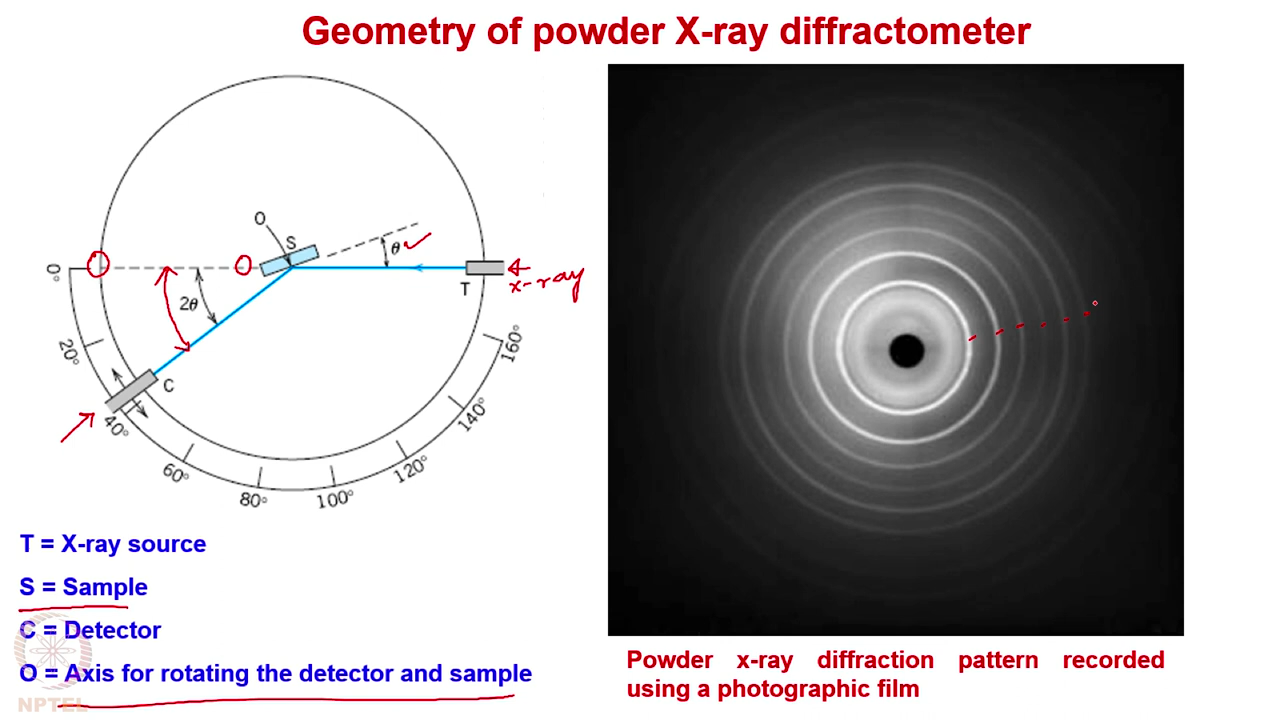 Geometry of powder X-ray diffractometer
O
S
θ
T
x-ray
0°
2θ
C
20°
40°
60°
80°
100°
120°
140°
160°
T = X-ray source
S = Sample
C = Detector
O = Axis for rotating the detector and sample
NPTEL
Powder x-ray diffraction pattern recorded
using a photographic film